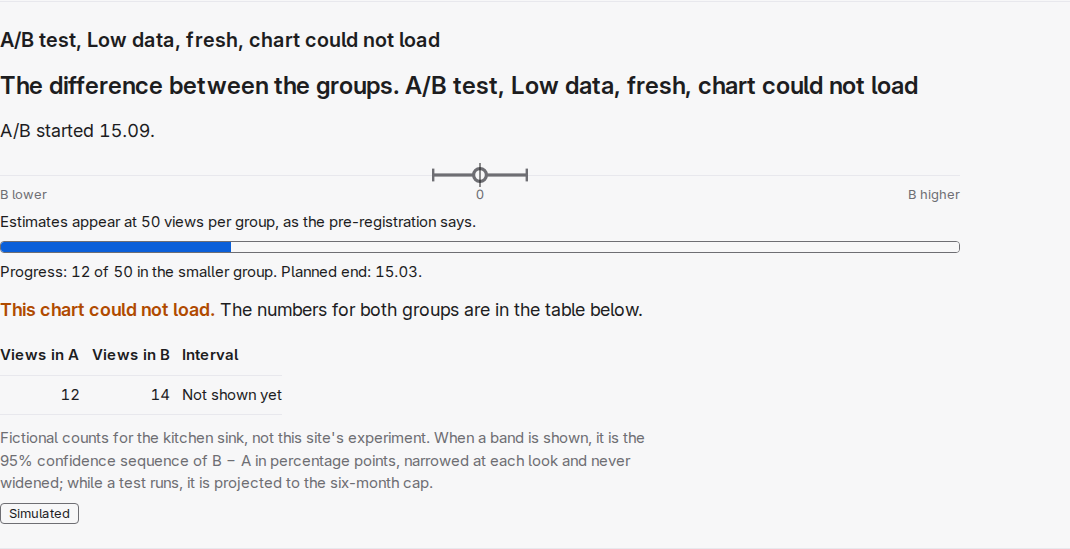 A/B test, Low data, fresh, chart could not load
The difference between the groups. A/B test, Low data, fresh, chart could not load
A/B started 15.09.
B lower 0 B higher
Estimates appear at 50 views per group, as the pre-registration says.
Progress: 12 of 50 in the smaller group. Planned end: 15.03.
This chart could not load. The numbers for both groups are in the table below.
Views in A Views in B Interval
12 14 Not shown yet
Fictional counts for the kitchen sink, not this site's experiment. When a band is shown, it is the
95% confidence sequence of B − A in percentage points, narrowed at each look and never
widened; while a test runs, it is projected to the six-month cap.
Simulated